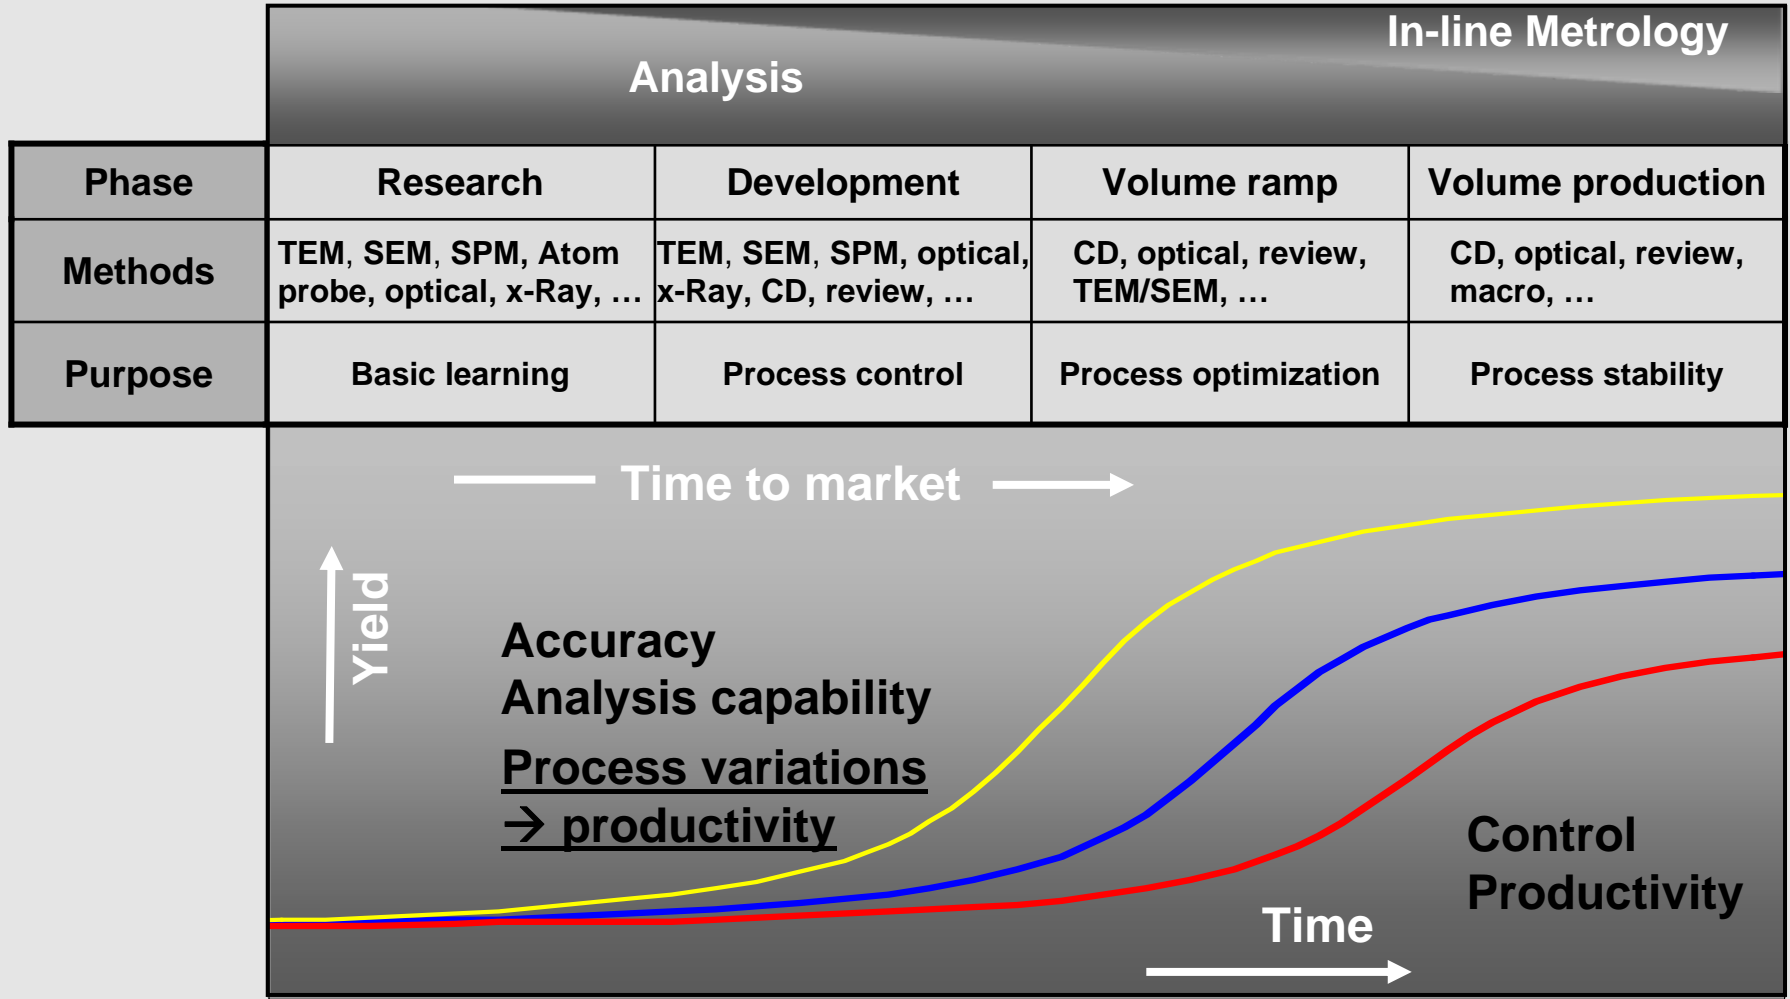 In-line Metrology
Analysis
Phase
Research
Development
Volume ramp
Volume production
Methods
TEM, SEM, SPM, Atom
probe, optical, x-Ray, …
TEM, SEM, SPM, optical,
x-Ray, CD, review, …
CD, optical, review,
TEM/SEM, …
CD, optical, review,
macro, …
Purpose
Basic learning
Process control
Process optimization
Process stability
Time to market
Yield
Accuracy
Analysis capability
Process variations
→ productivity
Control
Productivity
Time